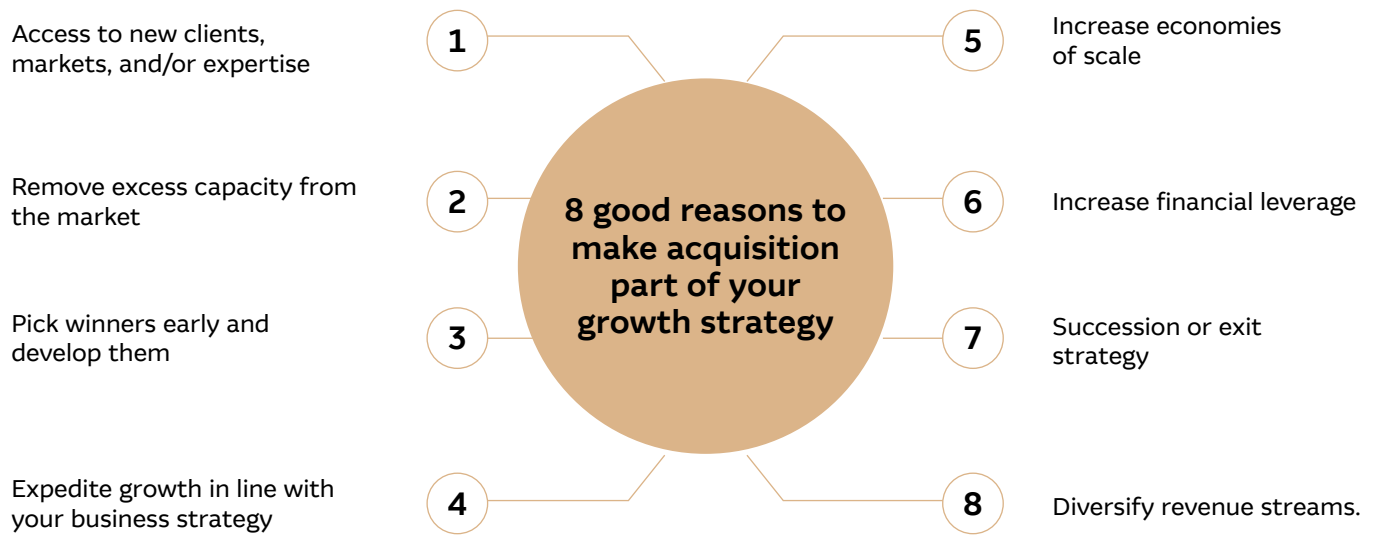 8 good reasons to
make acquisition
part of your
growth strategy
1
Access to new clients,
markets, and/or expertise
2
Remove excess capacity from
the market
3
Pick winners early and
develop them
4
Expedite growth in line with
your business strategy
5
Increase economies
of scale
6
Increase financial leverage
7
Succession or exit
strategy
8
Diversify revenue streams.